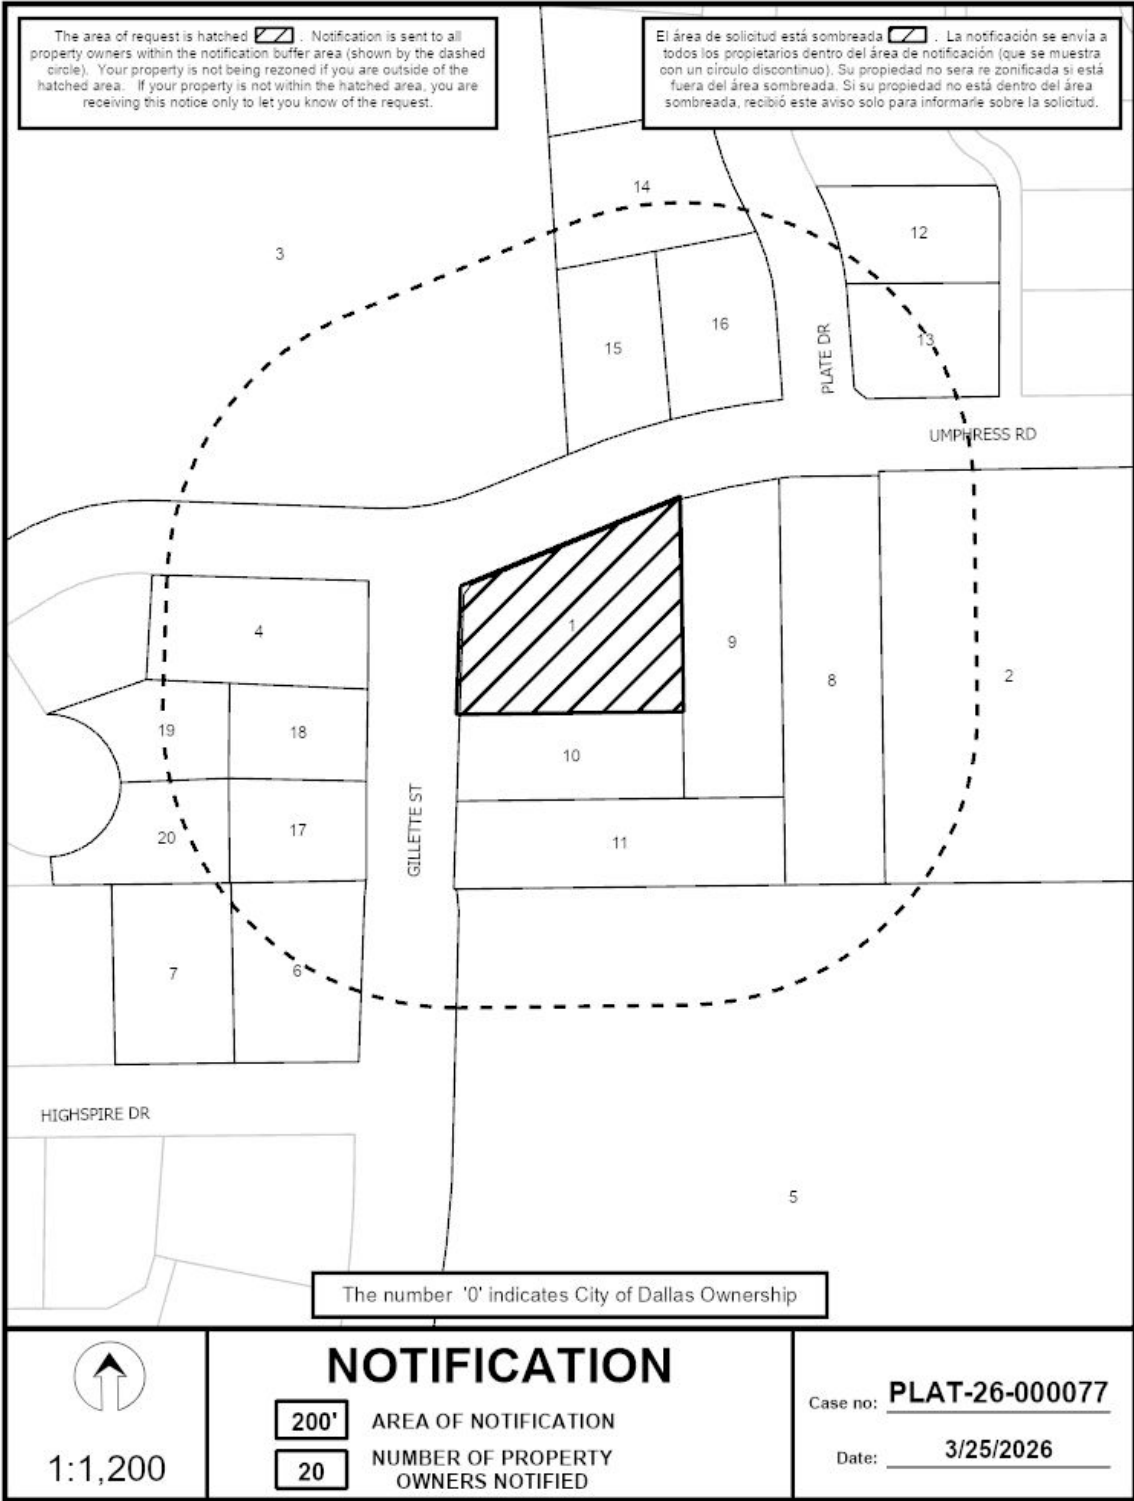 The area of request is hatched . Notification is sent to all
property owners within the notification buffer area (shown by the dashed
circle). Your property is not being rezoned if you are outside of the
hatched area. If your property is not within the hatched area, you are
receiving this notice only to let you know of the request.
El área de solicitud está sombreada . La notificación se envía a
todos los propietarios dentro del área de notificación (que se muestra
con un círculo discontinuo). Su propiedad no sera re zonificada si está
fuera del área sombreada. Si su propiedad no está dentro del área
sombreada, recibió este aviso solo para informarle sobre la solicitud.
14
12
3
16
15
PLATE DR
13
UMPHRESS RD
1
4
9
8
2
19
18
10
GILLETTE ST
20
17
11
7
6
HIGHSPIRE DR
5
The number '0' indicates City of Dallas Ownership
1:1,200
NOTIFICATION
200' AREA OF NOTIFICATION
20 NUMBER OF PROPERTY
OWNERS NOTIFIED
Case no: PLAT-26-000077
Date: 3/25/2026